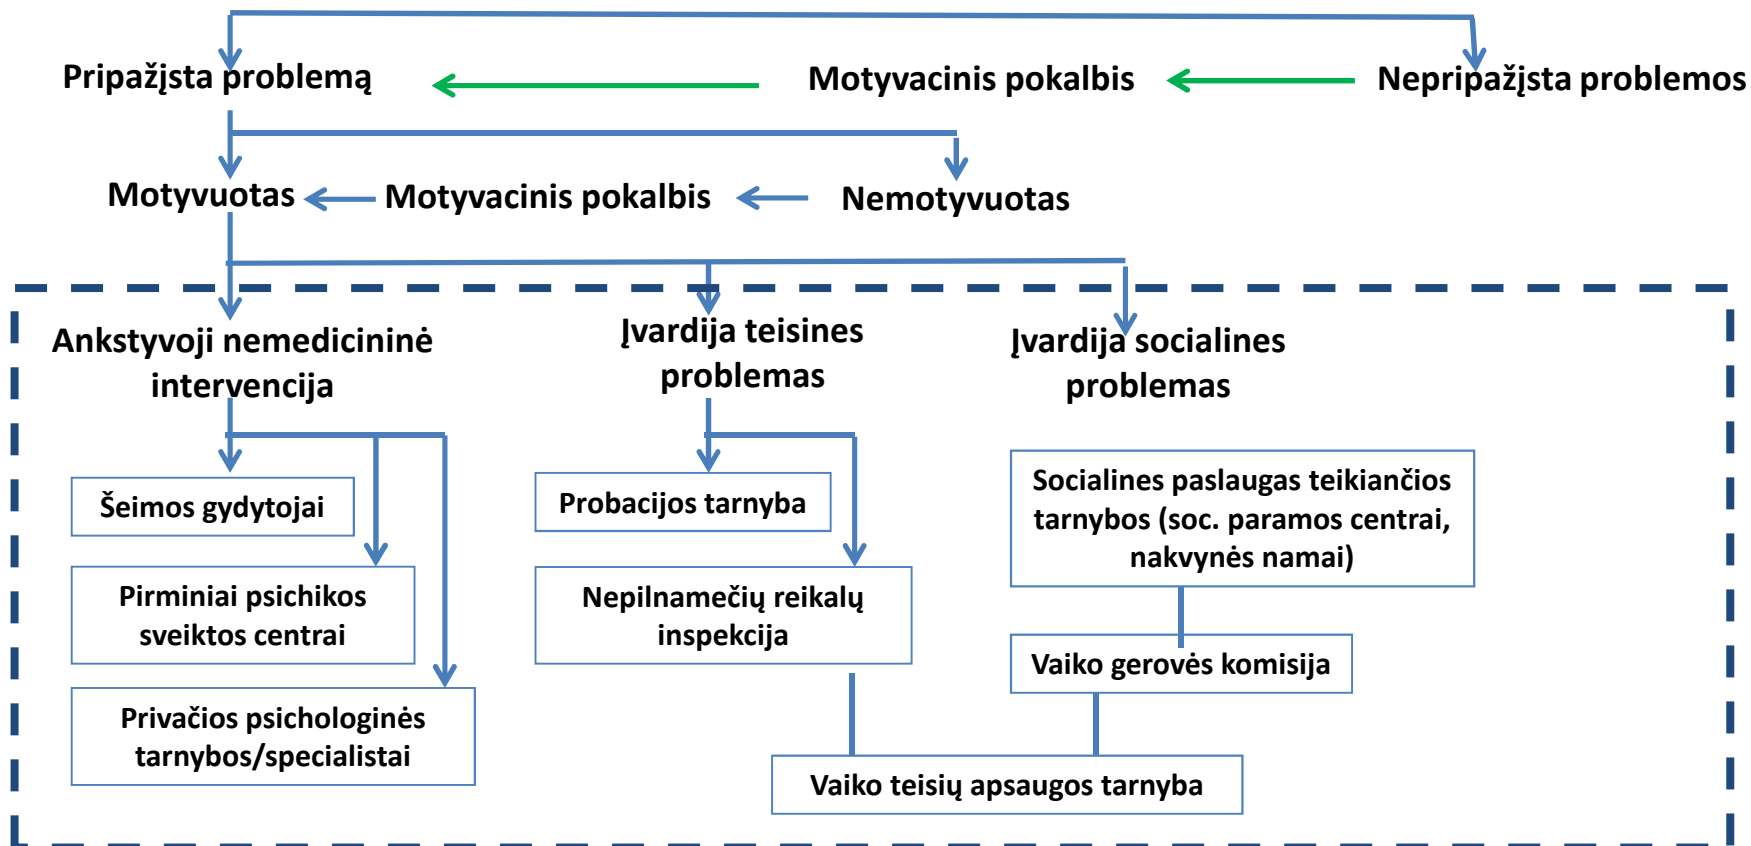 Pripažįsta problemą
Motyvacinis pokalbis
Nepripažįsta problemos
Motyvuotas
Motyvacinis pokalbis
Nemotyvuotas
Ankstyvoji nemedicininė
intervencija
Įvardija teisines
problemas
Įvardija socialines
problemas
Šeimos gydytojai
Pirminiai psichikos
sveiktos centrai
Privačios psichologinės
tarnybos/specialistai
Probacijos tarnyba
Nepilnamečių reikalų
inspekcija
Socialines paslaugas teikiančios
tarnybos (soc. paramos centrai,
nakvynės namai)
Vaiko gerovės komisija
Vaiko teisių apsaugos tarnyba